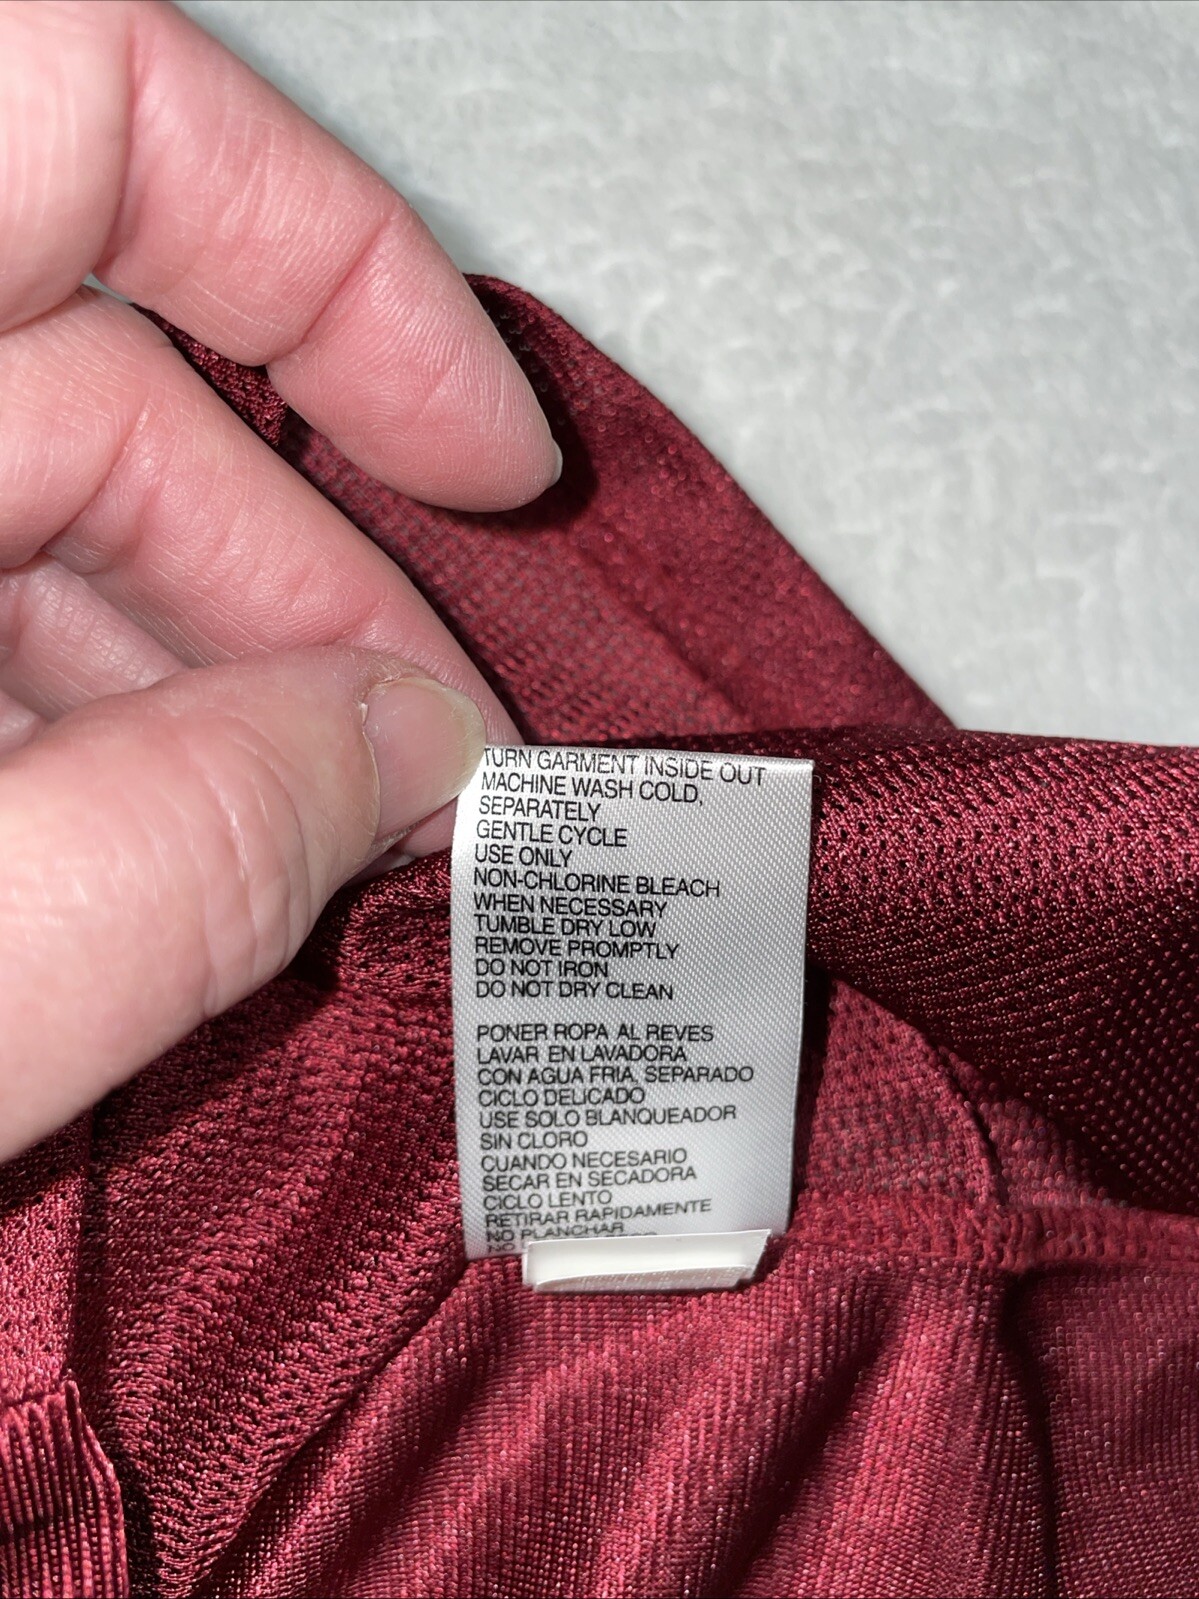 TURN GARMENT INSIDE OUT
MACHINE WASH COLD,
SEPARATELY
GENTLE CYCLE
USE ONLY
NON-CHLORINE BLEACH
WHEN NECESSARY
TUMBLE DRY LOW
REMOVE PROMPTLY
DO NOT IRON
DO NOT DRY CLEAN
PONER ROPA AL REVES
LAVAR EN LAVADORA
CON AGUA FRIA, SEPARADO
CICLO DELICADO
USE SOLO BLANQUEADOR
SIN CLORO
CUANDO NECESARIO
SECAR EN SECADORA
CICLO LENTO
RETIRAR RAPIDAMENTE
NO PLANCHAR
NO